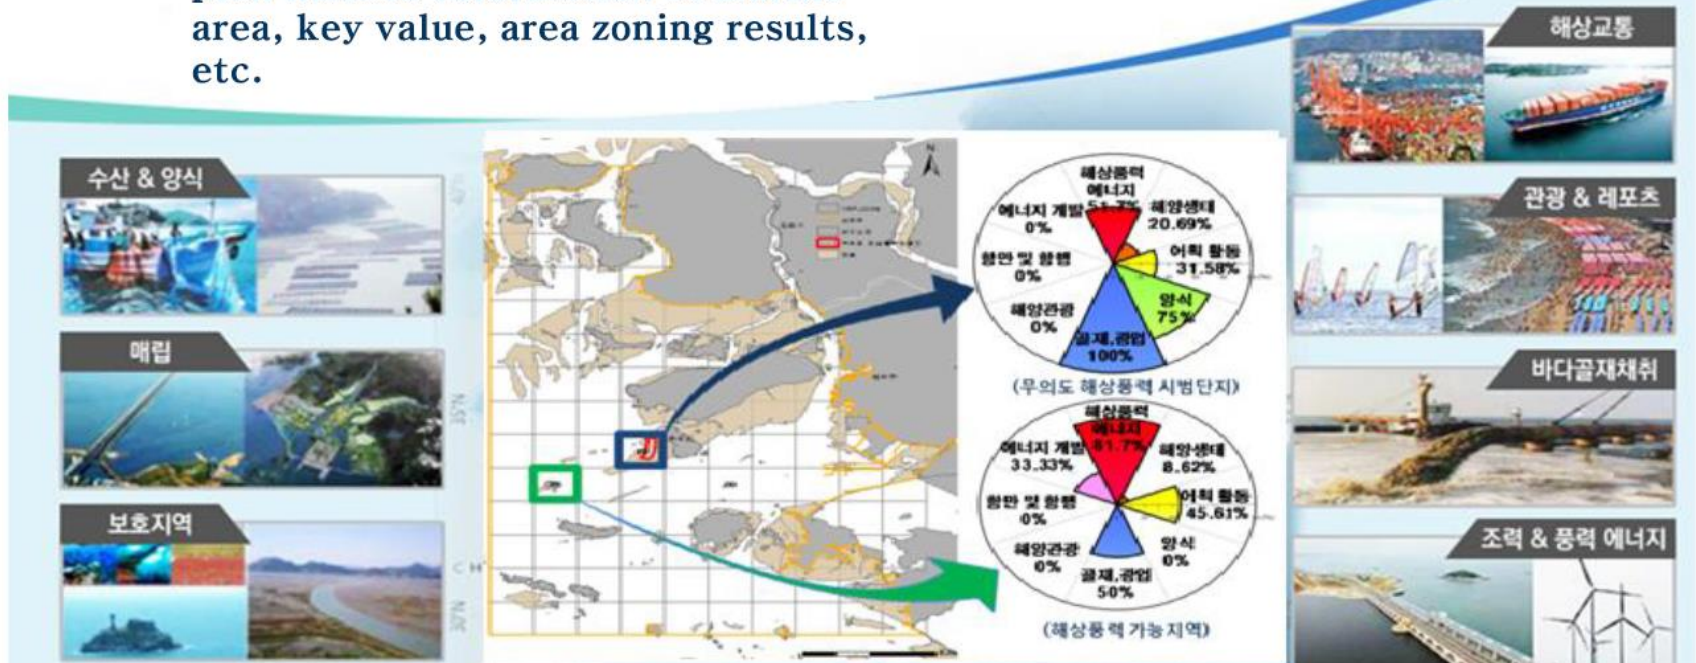 area, key value, area zoning results,
etc.
해상교통
수산 & 양식
관광 & 레포츠
매립
바다골재채취
보호지역
조력 & 풍력 에너지
N
해상풍력
에너지
51.7%
에너지 개발
0%
해양생태
20.69%
항만 및 항행
0%
어획 활동
31.58%
해양관광
0%
양식
75%
골재,광업
100%
(무의도 해상풍력 시범단지)
해상풍력
에너지
81.7%
에너지 개발
33.33%
해양생태
8.62%
항만 및 항행
0%
어획 활동
45.61%
해양관광
0%
양식
0%
골재,광업
50%
(해상풍력 가능지역)